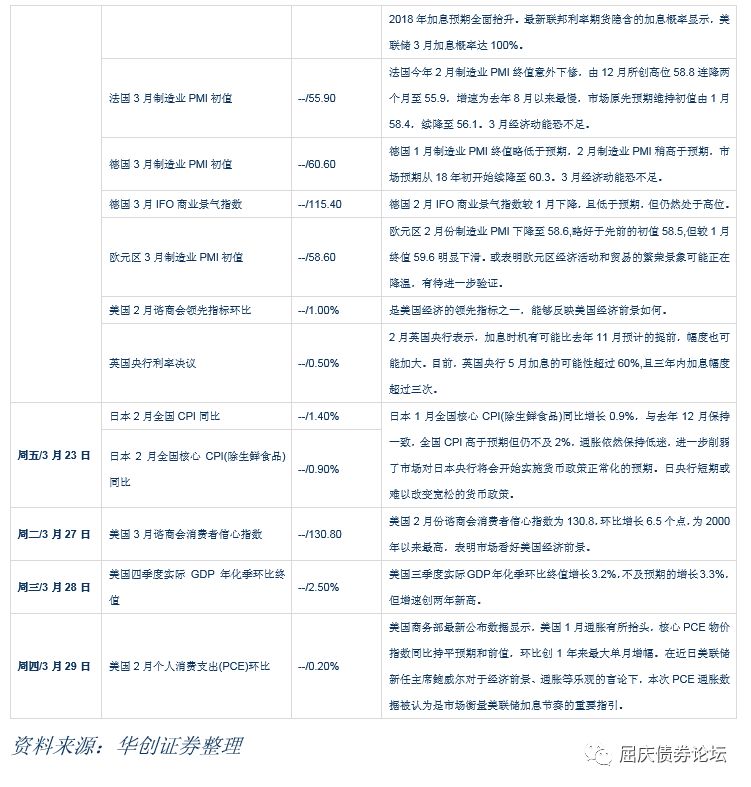 2018 年加息预期全面抬升。最新联邦利率期货隐含的加息概率显示，美
联储 3 月加息概率达 100%。
法国 3 月制造业 PMI 初值
--/55.90
法国今年 2 月制造业 PMI 终值意外下修，由 12 月所创高位 58.8 连降两
个月至 55.9，增速为去年 8 月以来最慢，市场原先预期维持初值由 1 月
58.4，续降至 56.1。3 月经济动能恐不足。
德国 3 月制造业 PMI 初值
--/60.60
德国 1 月制造业 PMI 终值略低于预期，2 月制造业 PMI 稍高于预期，市
场预期从 18 年初开始续降至 60.3。3 月经济动能恐不足。
德国 3 月 IFO 商业景气指数
--/115.40
德国 2 月 IFO 商业景气指数较 1 月下降，且低于预期，但仍然处于高位。
欧元区 3 月制造业 PMI 初值
--/58.60
欧元区 2 月份制造业 PMI 下降至 58.6,略好于先前的初值 58.5,但较 1 月
终值 59.6 明显下滑。或表明欧元区经济活动和贸易的繁荣景象可能正在
降温，有待进一步验证。
美国 2 月谘商会领先指标环比
--/1.00%
是美国经济的领先指标之一，能够反映美国经济前景如何。
英国央行利率决议
--/0.50%
2 月英国央行表示，加息时机有可能比去年 11 月预计的提前，幅度也可
能加大。目前，英国央行 5 月加息的可能性超过 60%,且三年内加息幅度
超过三次。
周五/3 月 23 日
日本 2 月全国 CPI 同比
--/1.40%
日本 2 月全国核心 CPI(除生鲜食品)
同比
--/0.90%
日本 1 月全国核心 CPI(除生鲜食品)同比增长 0.9%，与去年 12 月保持
一致，全国 CPI 高于预期但仍不及 2%，通胀依然保持低迷，进一步削弱
了市场对日本央行将会开始实施货币政策正常化的预期。日央行短期或
难以改变宽松的货币政策。
周二/3 月 27 日
美国 3 月谘商会消费者信心指数
--/130.80
美国 2 月份谘商会消费者信心指数为 130.8，环比增长 6.5 个点，为 2000
年以来最高，表明市场看好美国经济前景。
周三/3 月 28 日
美国四季度实际 GDP 年化季环比终
值
--/2.50%
美国三季度实际GDP年化季环比终值增长3.2%，不及预期的增长3.3%，
但增速创两年新高。
周四/3 月 29 日
美国 2 月个人消费支出(PCE)环比
--/0.20%
美国商务部最新公布数据显示，美国 1 月通胀有所抬头，核心 PCE 物价
指数同比持平预期和前值，环比创 1 年来最大单月增幅。在近日美联储
新任主席鲍威尔对于经济前景、通胀等乐观的言论下，本次 PCE 通胀数
据被认为是市场衡量美联储加息节奏的重要指引。
资料来源：华创证券整理
屈庆债券论坛